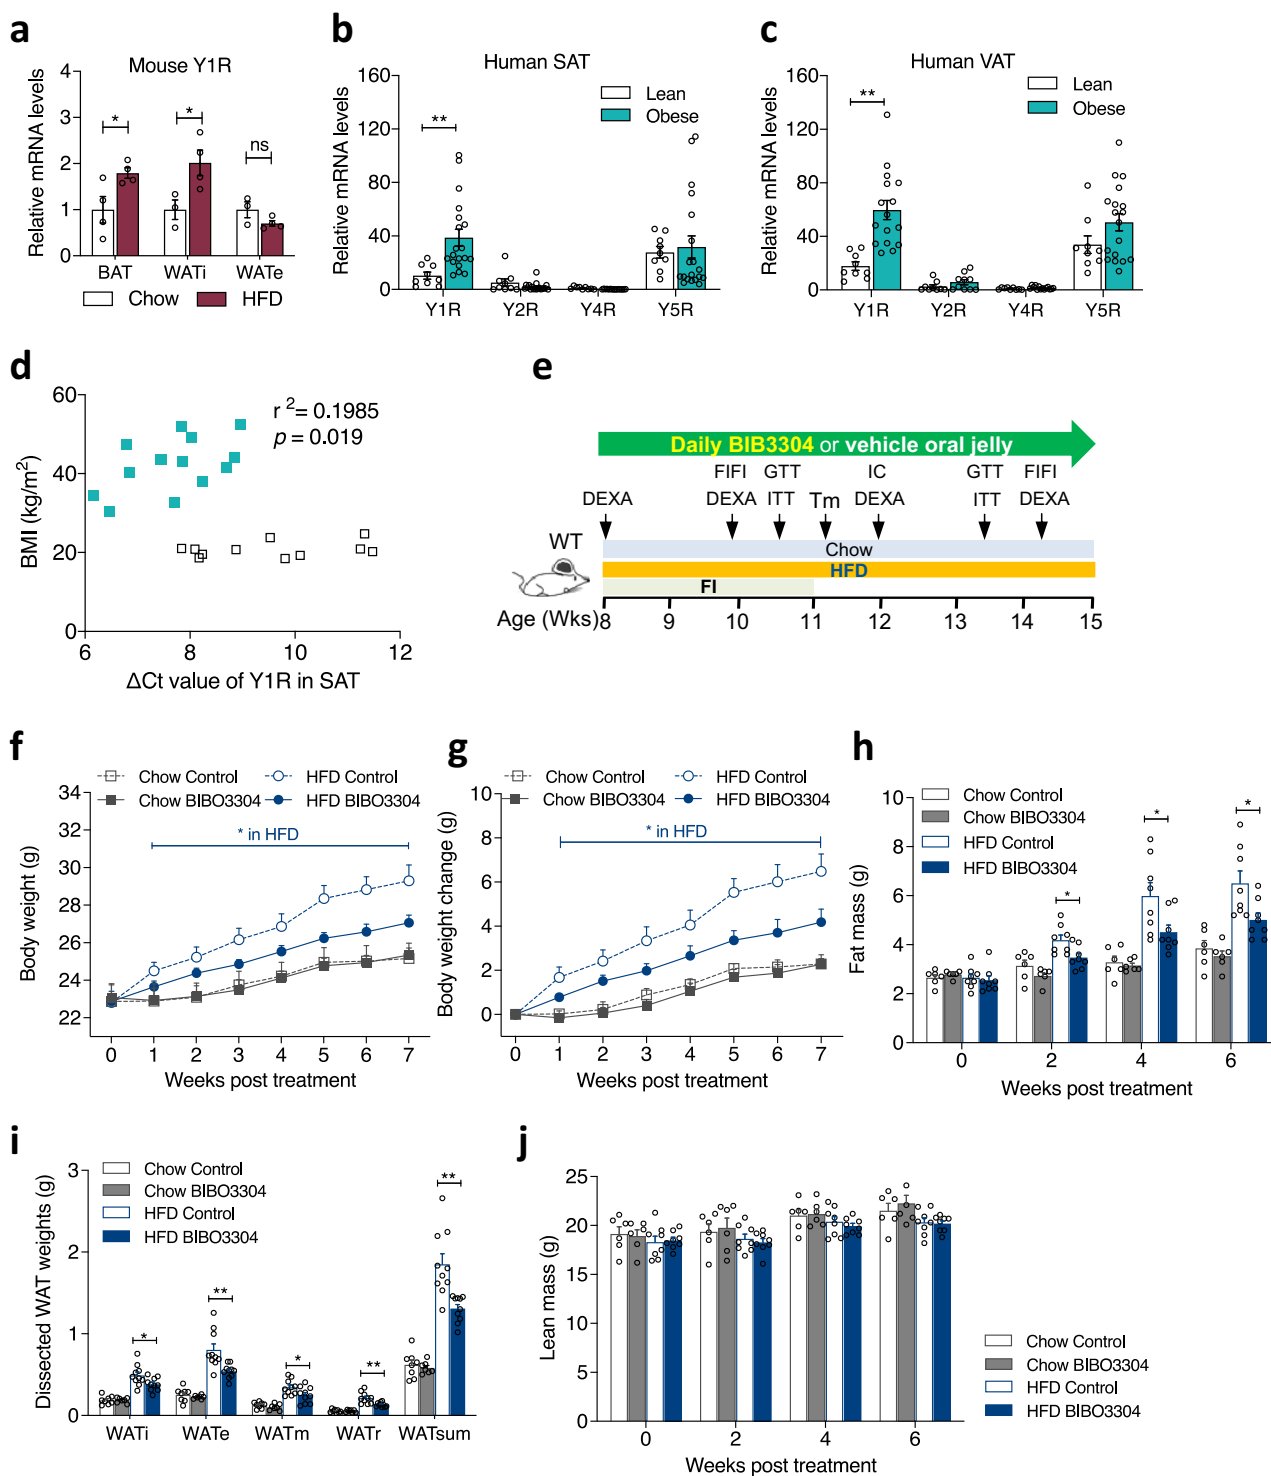 a
Mouse Y1R
Relative mRNA levels
4
3
2
1
0
*
*
ns
BAT
WATi
WATe
Chow
HFD
b
Human SAT
Relative mRNA levels
160
120
80
40
0
**
Lean
Obese
Y1R
Y2R
Y4R
Y5R
c
Human VAT
Relative mRNA levels
160
120
80
40
0
**
Lean
Obese
Y1R
Y2R
Y4R
Y5R
d
BMI (kg/m²)
60
40
20
0
r ²= 0.1985
p = 0.019
6
8
10
12
ΔCt value of Y1R in SAT
e
Daily BIB3304 or vehicle oral jelly
FIFI
GTT
IC
GTT
FIFI
DEXA
DEXA
ITT
Tm
DEXA
ITT
DEXA
WT
Chow
HFD
FI
Age (Wks)
8
9
10
11
12
13
14
15
f
Chow Control
HFD Control
Chow BIBO3304
HFD BIBO3304
Body weight (g)
34
32
30
28
26
24
22
* in HFD
0
1
2
3
4
5
6
7
Weeks post treatment
g
Chow Control
HFD Control
Chow BIBO3304
HFD BIBO3304
Body weight change (g)
10
8
6
4
2
0
* in HFD
0
1
2
3
4
5
6
7
Weeks post treatment
h
Fat mass (g)
10
8
6
4
2
0
Chow Control
Chow BIBO3304
HFD Control
HFD BIBO3304
*
*
*
0
2
4
6
Weeks post treatment
i
Dissected WAT weights (g)
3
2
1
0
Chow Control
Chow BIBO3304
HFD Control
HFD BIBO3304
*
**
*
**
**
WATi
WATe
WATm
WATr
WATsum
j
Lean mass (g)
25
20
15
10
5
0
0
2
4
6
Weeks post treatment
Chow Control
Chow BIBO3304
HFD Control
HFD BIBO3304